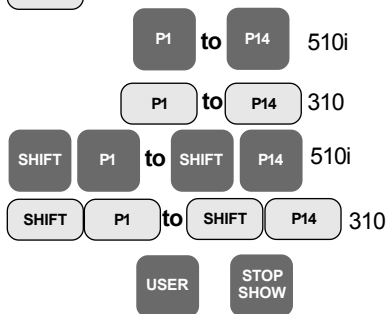 P1 to P14 510i
P1 to P14 310
SHIFT P1 to SHIFT P14 510i
SHIFT P1 to SHIFT P14 310
USER STOP
SHOW